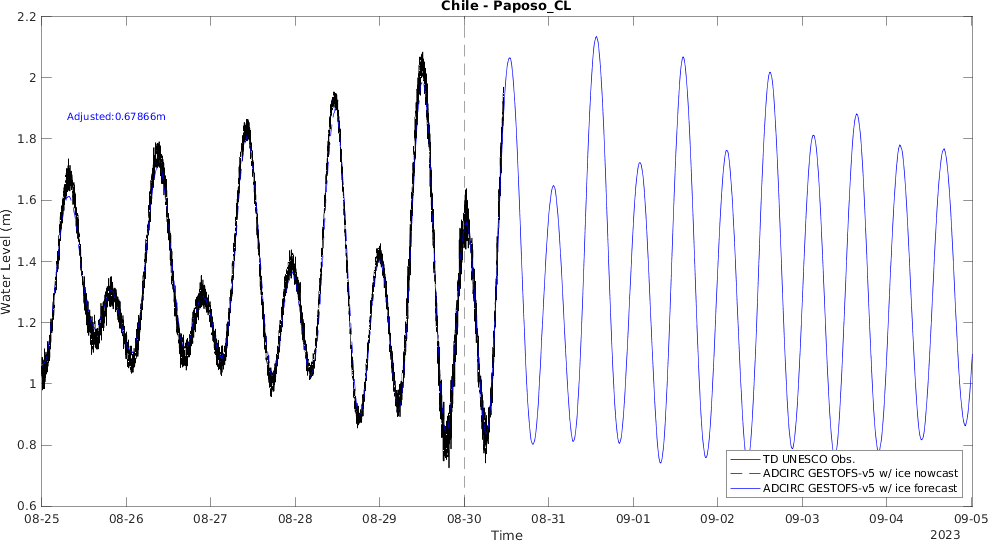 Chile - Paposo_CL
2.2
2
1.8
1.6
1.4
1.2
1
0.8
0.6
Water Level (m)
Adjusted:0.67866m
TD UNESCO Obs.
ADCIRC GESTOFS-v5 w/ ice nowcast
ADCIRC GESTOFS-v5 w/ ice forecast
08-25 08-26 08-27 08-28 08-29 08-30 08-31 09-01 09-02 09-03 09-04 09-05
Time
2023